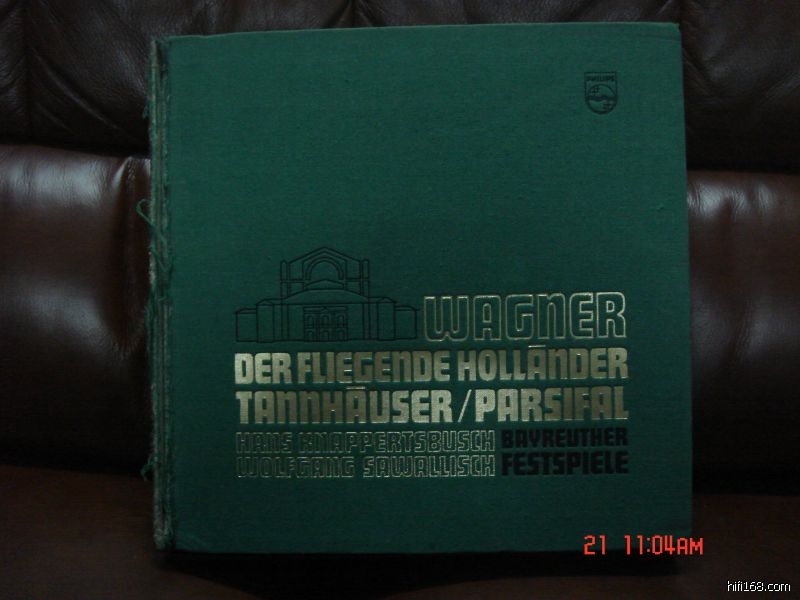 PHILIPS
WAGNER
DER FLIEGENDE HOLLÄNDER
TANNHÄUSER/PARSIFAL
HANS KNAPPERTSBUSCH BAYREUTHER
WOLFGANG SAWALLISCH FESTSPIELE
21 11:04AM
hifi168.com